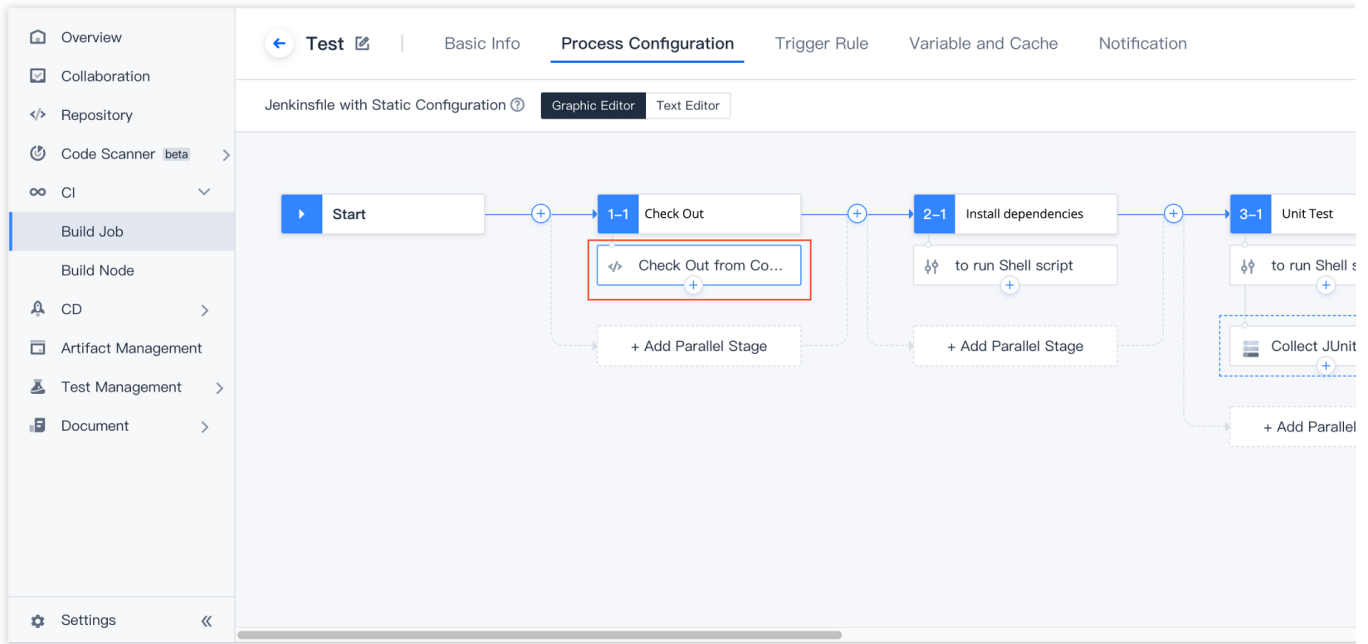 Overview
Collaboration
Repository
Code Scanner beta
CI
Build Job
Build Node
CD
Artifact Management
Test Management
Document
Settings
Test
Basic Info
Process Configuration
Trigger Rule
Variable and Cache
Notification
Jenkinsfile with Static Configuration
Graphic Editor
Text Editor
Start
1-1 Check Out
Check Out from Co...
+ Add Parallel Stage
2-1 Install dependencies
to run Shell script
+ Add Parallel Stage
3-1 Unit Test
to run Shell s
Collect JUnit
+ Add Parallel